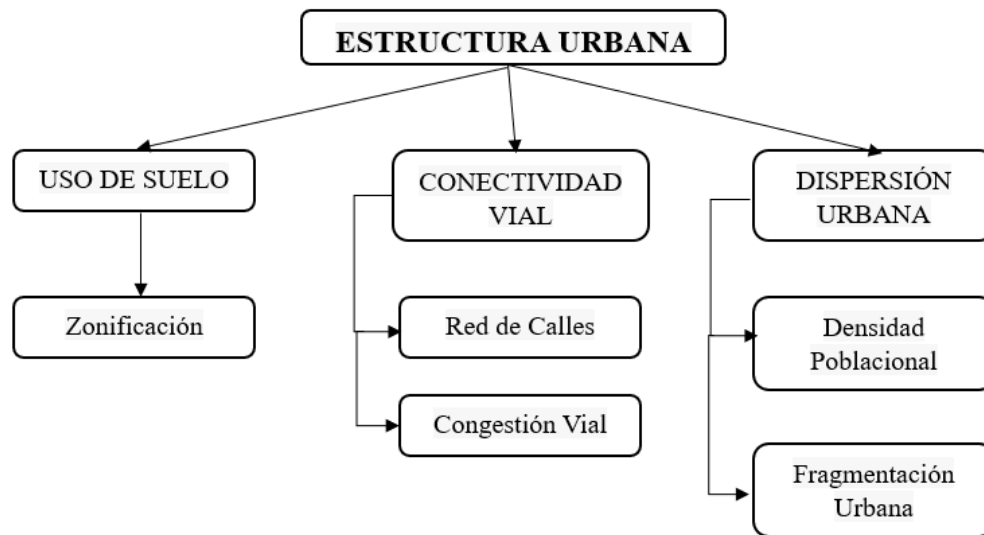 ESTRUCTURA URBANA
USO DE SUELO
Zonificación
CONECTIVIDAD
VIAL
Red de Calles
Congestión Vial
DISPERSIÓN
URBANA
Densidad
Poblacional
Fragmentación
Urbana